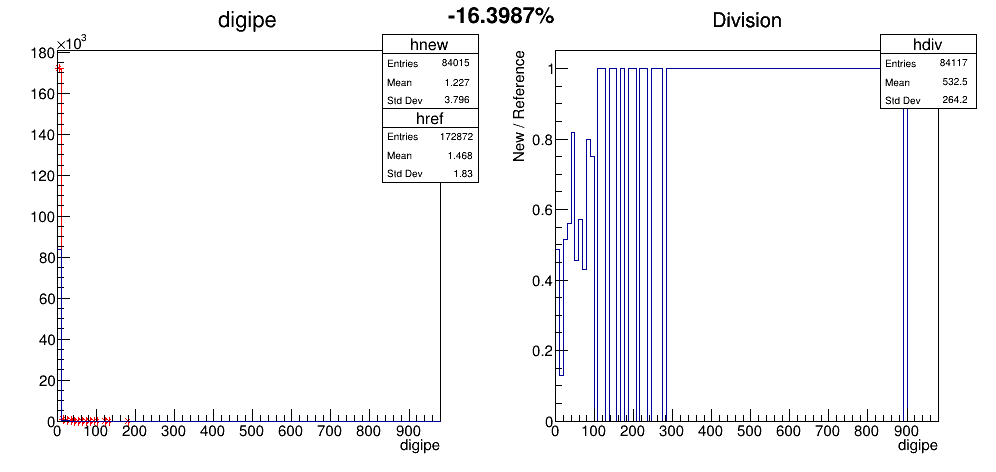 -16.3987%
digipe
×10³
180
160
140
120
100
80
60
40
20
0
0 100 200 300 400 500 600 700 800 900
digipe
hnew
Entries 84015
Mean 1.227
Std Dev 3.796
href
Entries 172872
Mean 1.468
Std Dev 1.83
Division
New / Reference
1
0.8
0.6
0.4
0.2
0
0 100 200 300 400 500 600 700 800 900
digipe
hdiv
Entries 84117
Mean 532.5
Std Dev 264.2